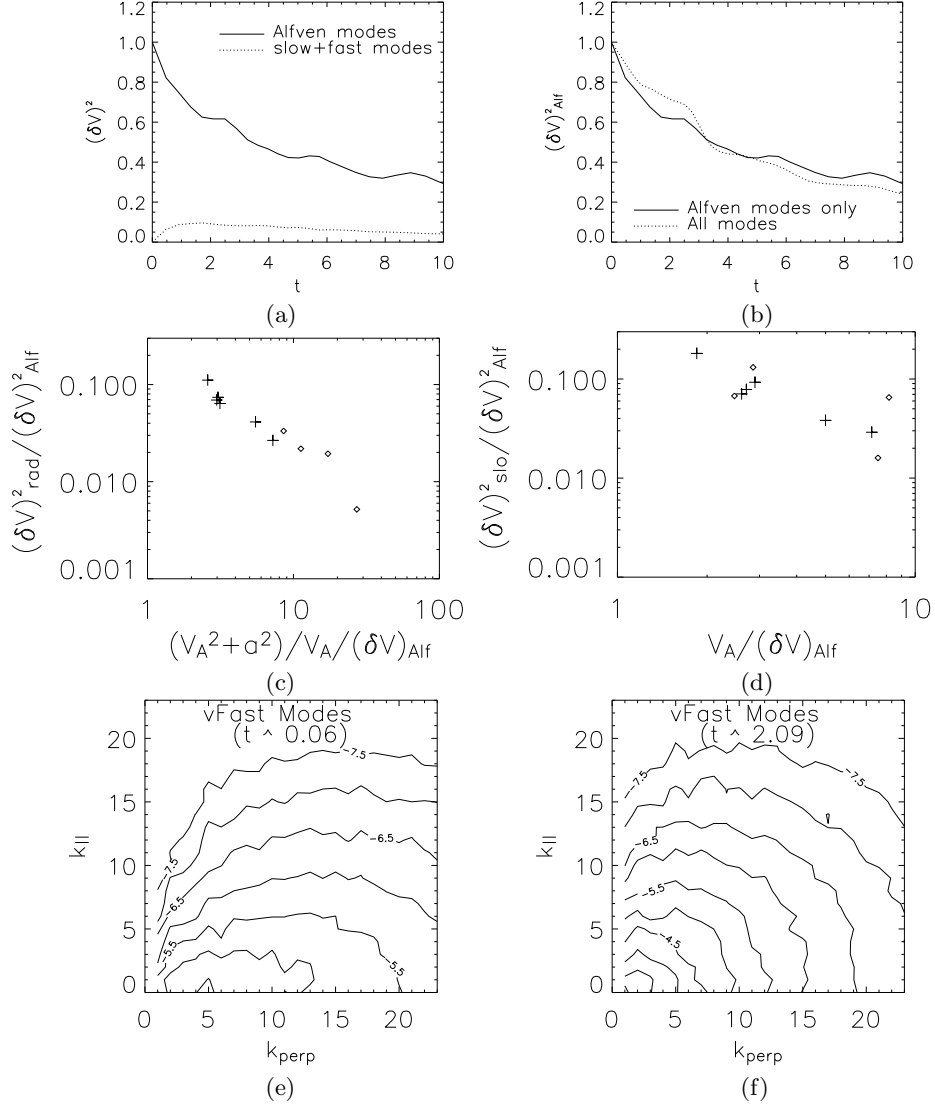 Alfven modes
slow+fast modes
(δV)²
1.2
1.0
0.8
0.6
0.4
0.2
0.0
0 2 4 6 8 10
t
(a)
Alfven modes only
All modes
(δV)²Alf
1.2
1.0
0.8
0.6
0.4
0.2
0.0
0 2 4 6 8 10
t
(b)
(δV)²rad/(δV)²Alf
0.100
0.010
0.001
1 10 100
(VA²+a²)/VA/(δV)Alf
(c)
(δV)²slo/(δV)²Alf
0.100
0.010
0.001
1 10
VA/(δV)Alf
(d)
vFast Modes
(t ^ 0.06)
k||
20
15
10
5
0
-7.5
-7.5
-6.5
-6.5
-5.5
-5.5
0 5 10 15 20
kperp
(e)
vFast Modes
(t ^ 2.09)
k||
20
15
10
5
0
-7.5
-7.5
-6.5
-5.5
-4.5
0 5 10 15 20
kperp
(f)